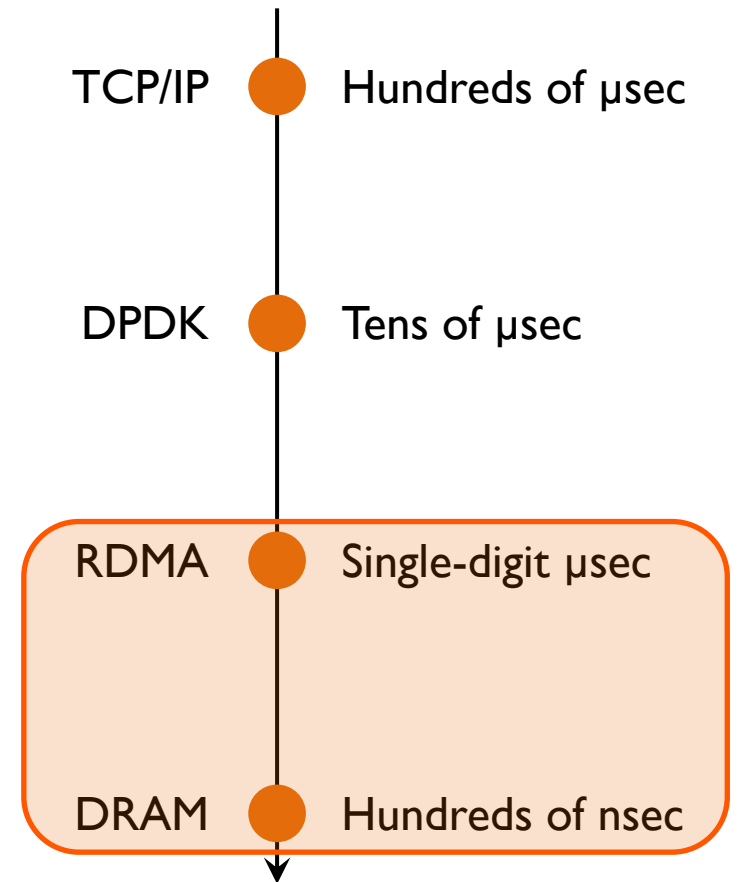 TCP/IP Hundreds of μsec
DPDK Tens of μsec
RDMA Single-digit μsec
DRAM Hundreds of nsec